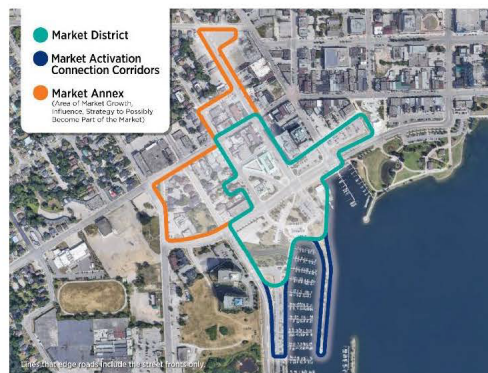 Market District
Market Activation
Connection Corridors
Market Annex
(Area of Market Growth,
Influence, Strategy to Possibly
Become Part of the Market)
Lines that edge roads include the street fronts only.